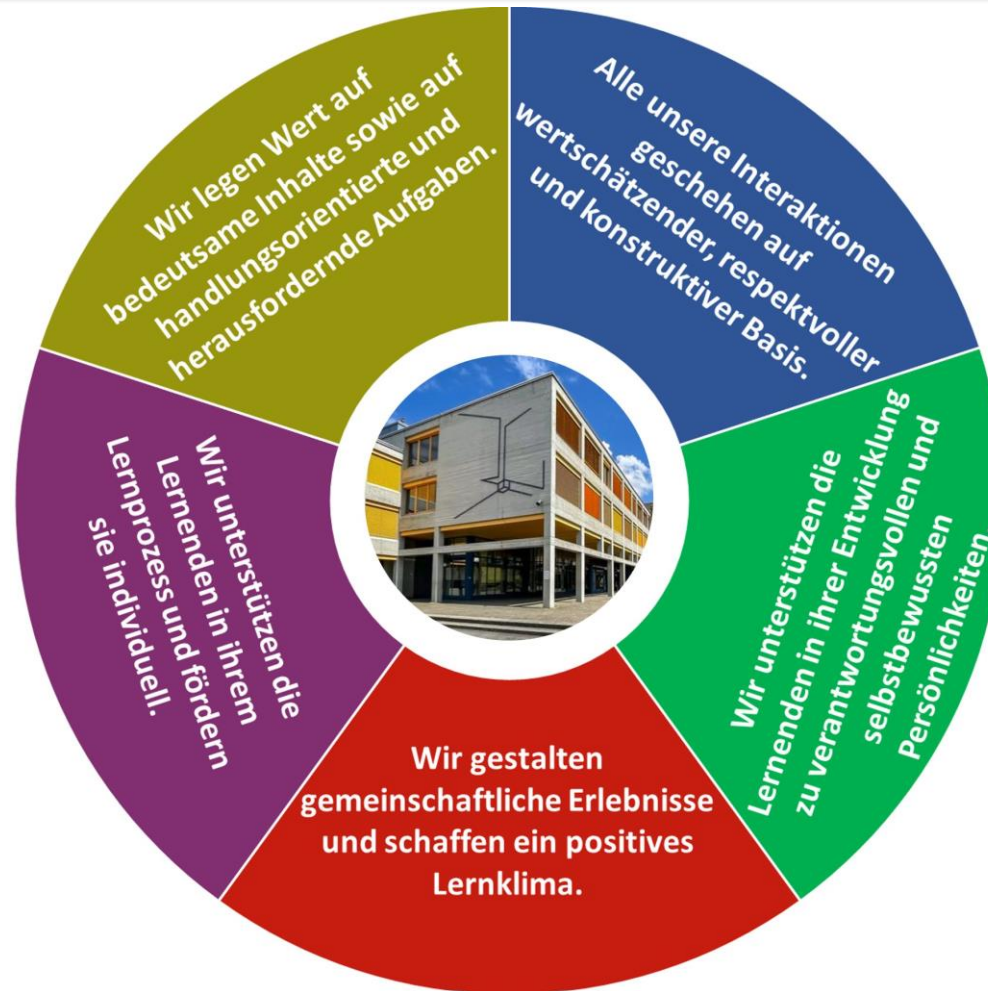 Alle unsere Interaktionen
geschehen auf
wertschätzender, respektvoller
und konstruktiver Basis.
Wir unterstützen die
Lernenden in ihrer Entwicklung
zu verantwortungsvollen und
selbstbewussten
Persönlichkeiten
Wir gestalten
gemeinschaftliche Erlebnisse
und schaffen ein positives
Lernklima.
Wir unterstützen die
Lernenden in ihrem
Lernprozess und fördern
sie individuell.
Wir legen Wert auf
bedeutsame Inhalte sowie auf
handlungsorientierte und
herausfordernde Aufgaben.